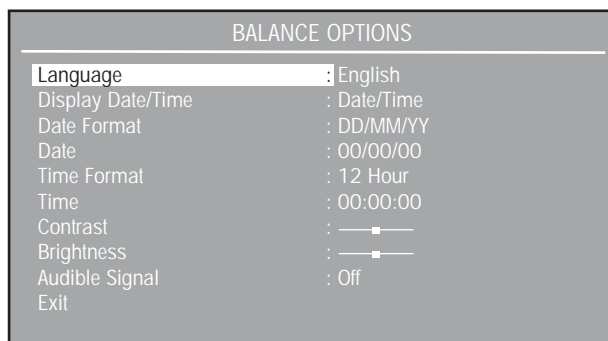 BALANCE OPTIONS
Language : English
Display Date/Time : Date/Time
Date Format : DD/MM/YY
Date : 00/00/00
Time Format : 12 Hour
Time : 00:00:00
Contrast :
Brightness :
Audible Signal : Off
Exit